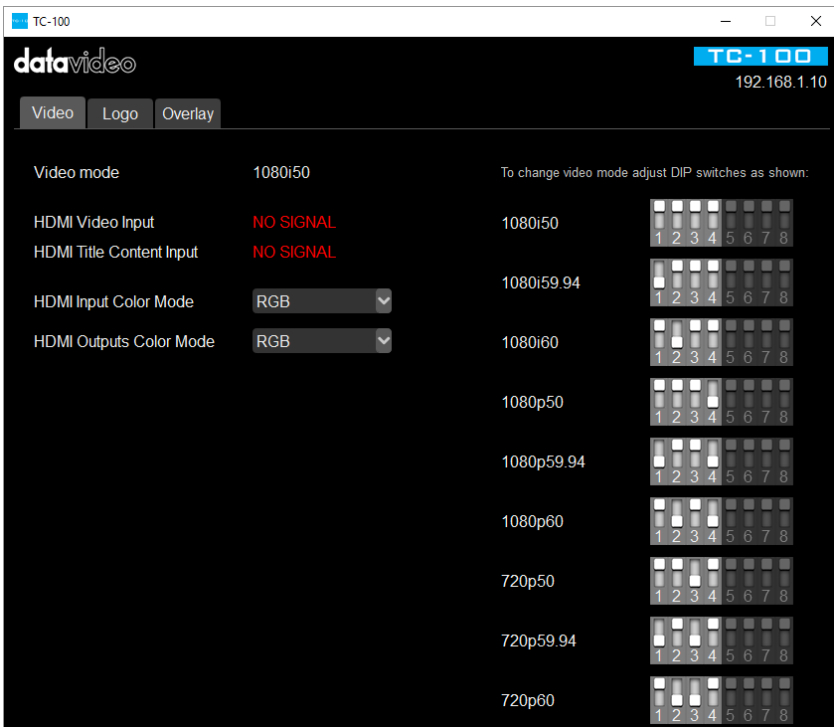 TC-100
datavideo
TC-100
192.168.1.10
Video
Logo
Overlay
Video mode
1080i50
To change video mode adjust DIP switches as shown:
HDMI Video Input
NO SIGNAL
HDMI Title Content Input
NO SIGNAL
HDMI Input Color Mode
RGB
HDMI Outputs Color Mode
RGB
1080i50
1 2 3 4 5 6 7 8
1080i59.94
1 2 3 4 5 6 7 8
1080i60
1 2 3 4 5 6 7 8
1080p50
1 2 3 4 5 6 7 8
1080p59.94
1 2 3 4 5 6 7 8
1080p60
1 2 3 4 5 6 7 8
720p50
1 2 3 4 5 6 7 8
720p59.94
1 2 3 4 5 6 7 8
720p60
1 2 3 4 5 6 7 8